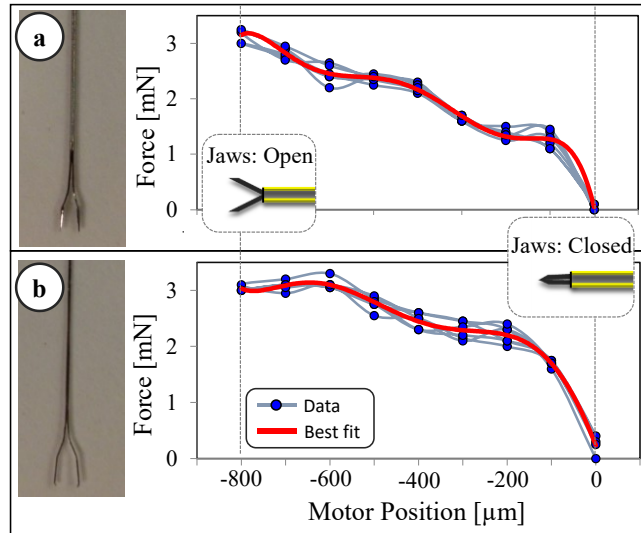 a
Force [mN]
3
2
1
0
Jaws: Open
Jaws: Closed
b
Force [mN]
3
2
1
0
Data
Best fit
-800
-600
-400
-200
0
Motor Position [µm]